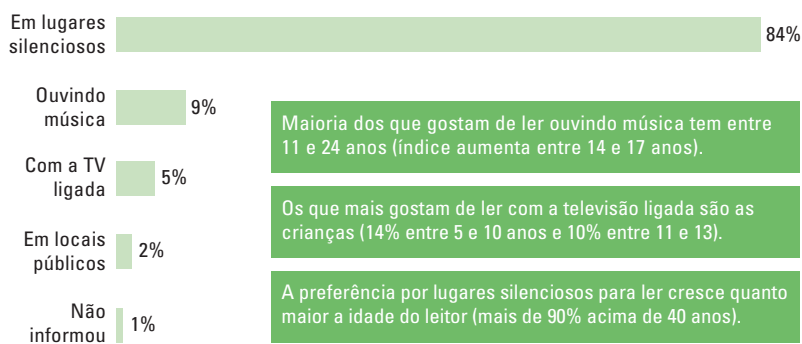 Em lugares
silenciosos
84%
Ouvindo
música
9%
Com a TV
ligada
5%
Em locais
públicos
2%
Não
informou
1%
Maioria dos que gostam de ler ouvindo música tem entre
11 e 24 anos (índice aumenta entre 14 e 17 anos).
Os que mais gostam de ler com a televisão ligada são as
crianças (14% entre 5 e 10 anos e 10% entre 11 e 13).
A preferência por lugares silenciosos para ler cresce quanto
maior a idade do leitor (mais de 90% acima de 40 anos).